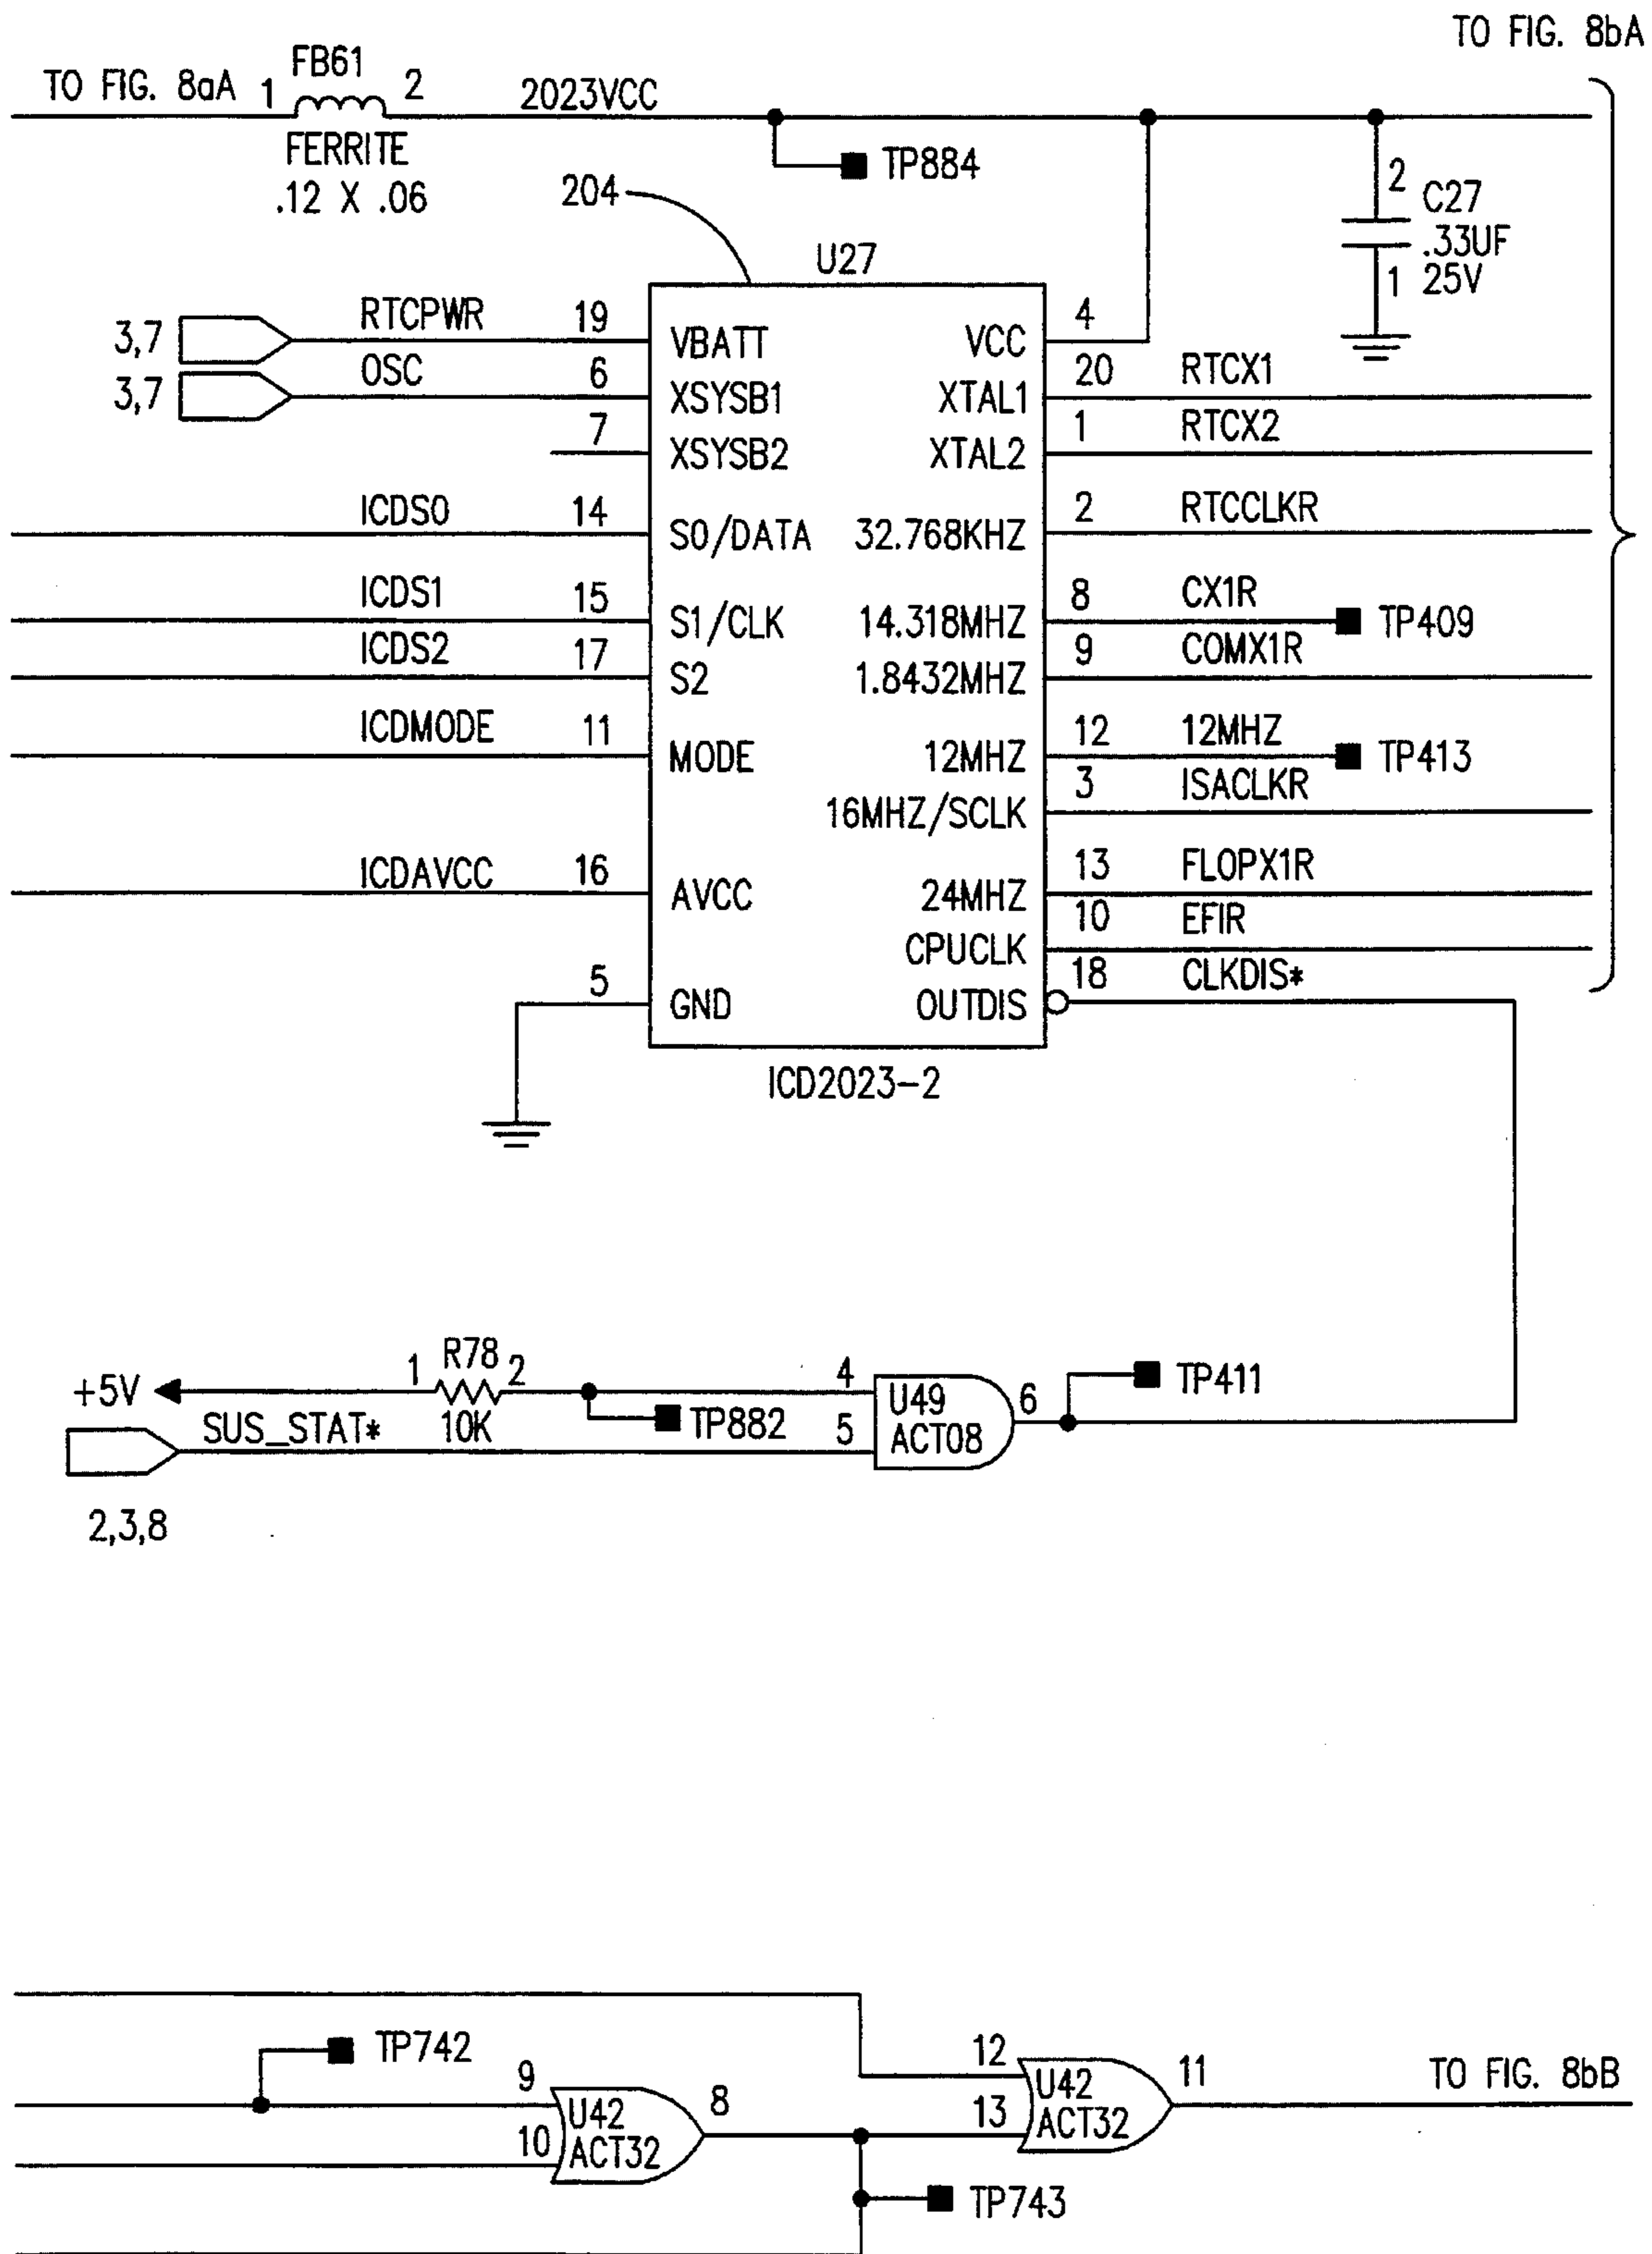 TO FIG. 8bA
TO FIG. 8aA
1
FB61
2
2023VCC
FERRITE
.12 X .06
TP884
204
2
C27
.33UF
1
25V
U27
3,7
RTCPWR
19
VBATT
VCC
4
3,7
OSC
6
XSYSB1
XTAL1
20
RTCX1
7
XSYSB2
XTAL2
1
RTCX2
ICDS0
14
S0/DATA
32.768KHZ
2
RTCCLKR
ICDS1
15
S1/CLK
14.318MHZ
8
CX1R
TP409
ICDS2
17
S2
1.8432MHZ
9
COMX1R
ICDMODE
11
MODE
12MHZ
12
12MHZ
TP413
16MHZ/SCLK
3
ISACLKR
ICDAVCC
16
AVCC
24MHZ
13
FLOPX1R
CPUCLK
10
EFIR
5
GND
OUTDIS
18
CLKDIS*
ICD2023-2
+5V
1
R78
2
10K
TP882
4
SUS_STAT*
5
U49
ACT08
6
TP411
2,3,8
TP742
9
10
U42
ACT32
8
12
13
U42
ACT32
11
TO FIG. 8bB
TP743